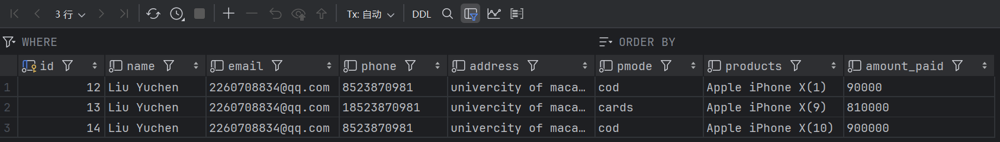 3 行 Tx: 自动 DDL
WHERE ORDER BY
id name email phone address pmode products amount_paid
1 12 Liu Yuchen 2260708834@qq.com 8523870981 univercity of maca… cod Apple iPhone X(1) 90000
2 13 Liu Yuchen 2260708834@qq.com 18523870981 univercity of maca… cards Apple iPhone X(9) 810000
3 14 Liu Yuchen 2260708834@qq.com 8523870981 univercity of maca… cod Apple iPhone X(10) 900000